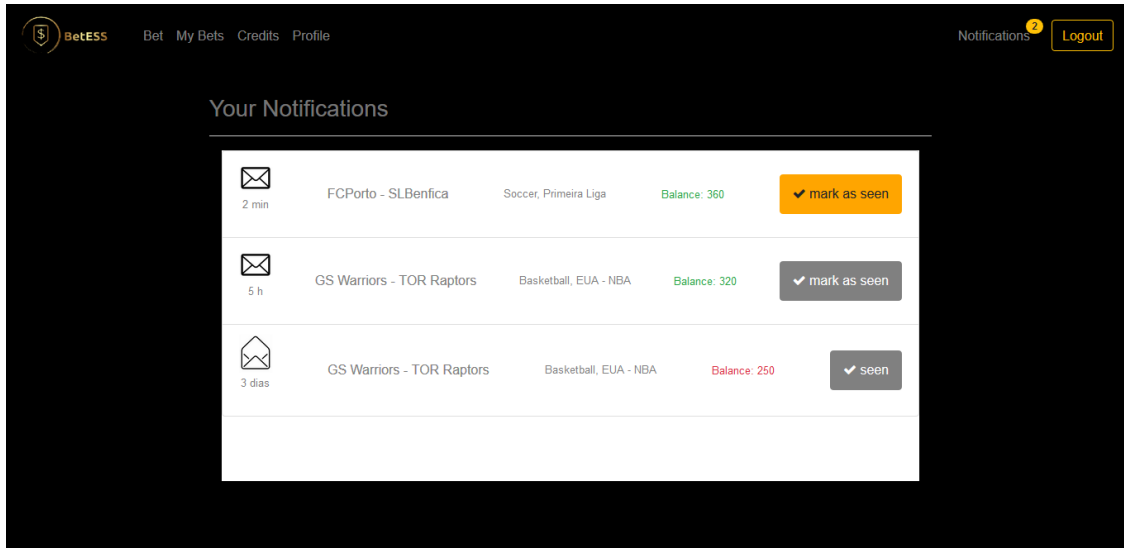 BetESS Bet My Bets Credits Profile Notifications 2 Logout
Your Notifications
FCPorto - SLBenfica Soccer, Primeira Liga Balance: 360 mark as seen
2 min
GS Warriors - TOR Raptors Basketball, EUA - NBA Balance: 320 mark as seen
5 h
GS Warriors - TOR Raptors Basketball, EUA - NBA Balance: 250 seen
3 dias